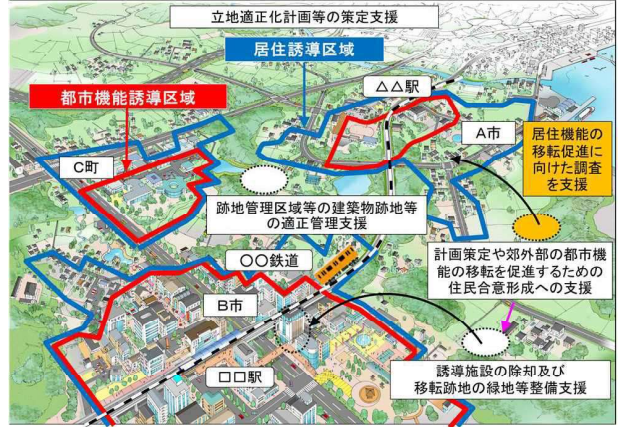 立地適正化計画等の策定支援
居住誘導区域
△△駅
都市機能誘導区域
A市
居住機能の
移転促進に
向けた調査
を支援
C町
跡地管理区域等の建築物跡地等
の適正管理支援
〇〇鉄道
計画策定や郊外部の都市機
能の移転を促進するための
住民合意形成への支援
B市
誘導施設の除却及び
移転跡地の緑地等整備支援
□□駅